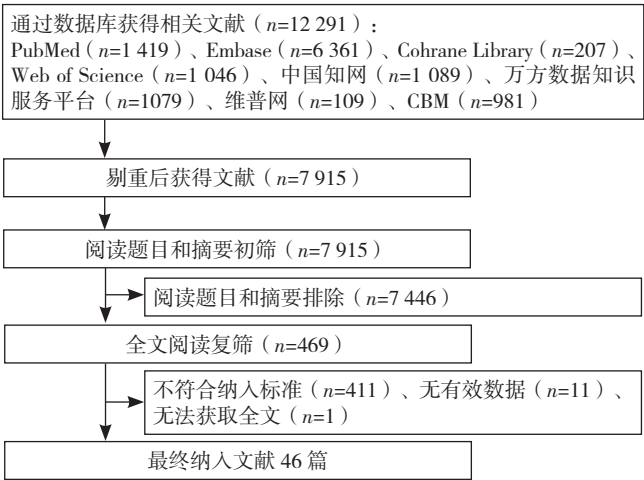 通过数据库获得相关文献（n=12 291）：
PubMed（n=1 419）、Embase（n=6 361）、Cohrane Library（n=207）、
Web of Science（n=1 046）、中国知网（n=1 089）、万方数据知识
服务平台（n=1079）、维普网（n=109）、CBM（n=981）
剔重后获得文献（n=7 915）
阅读题目和摘要初筛（n=7 915）
阅读题目和摘要排除（n=7 446）
全文阅读复筛（n=469）
不符合纳入标准（n=411）、无有效数据（n=11）、
无法获取全文（n=1）
最终纳入文献 46 篇